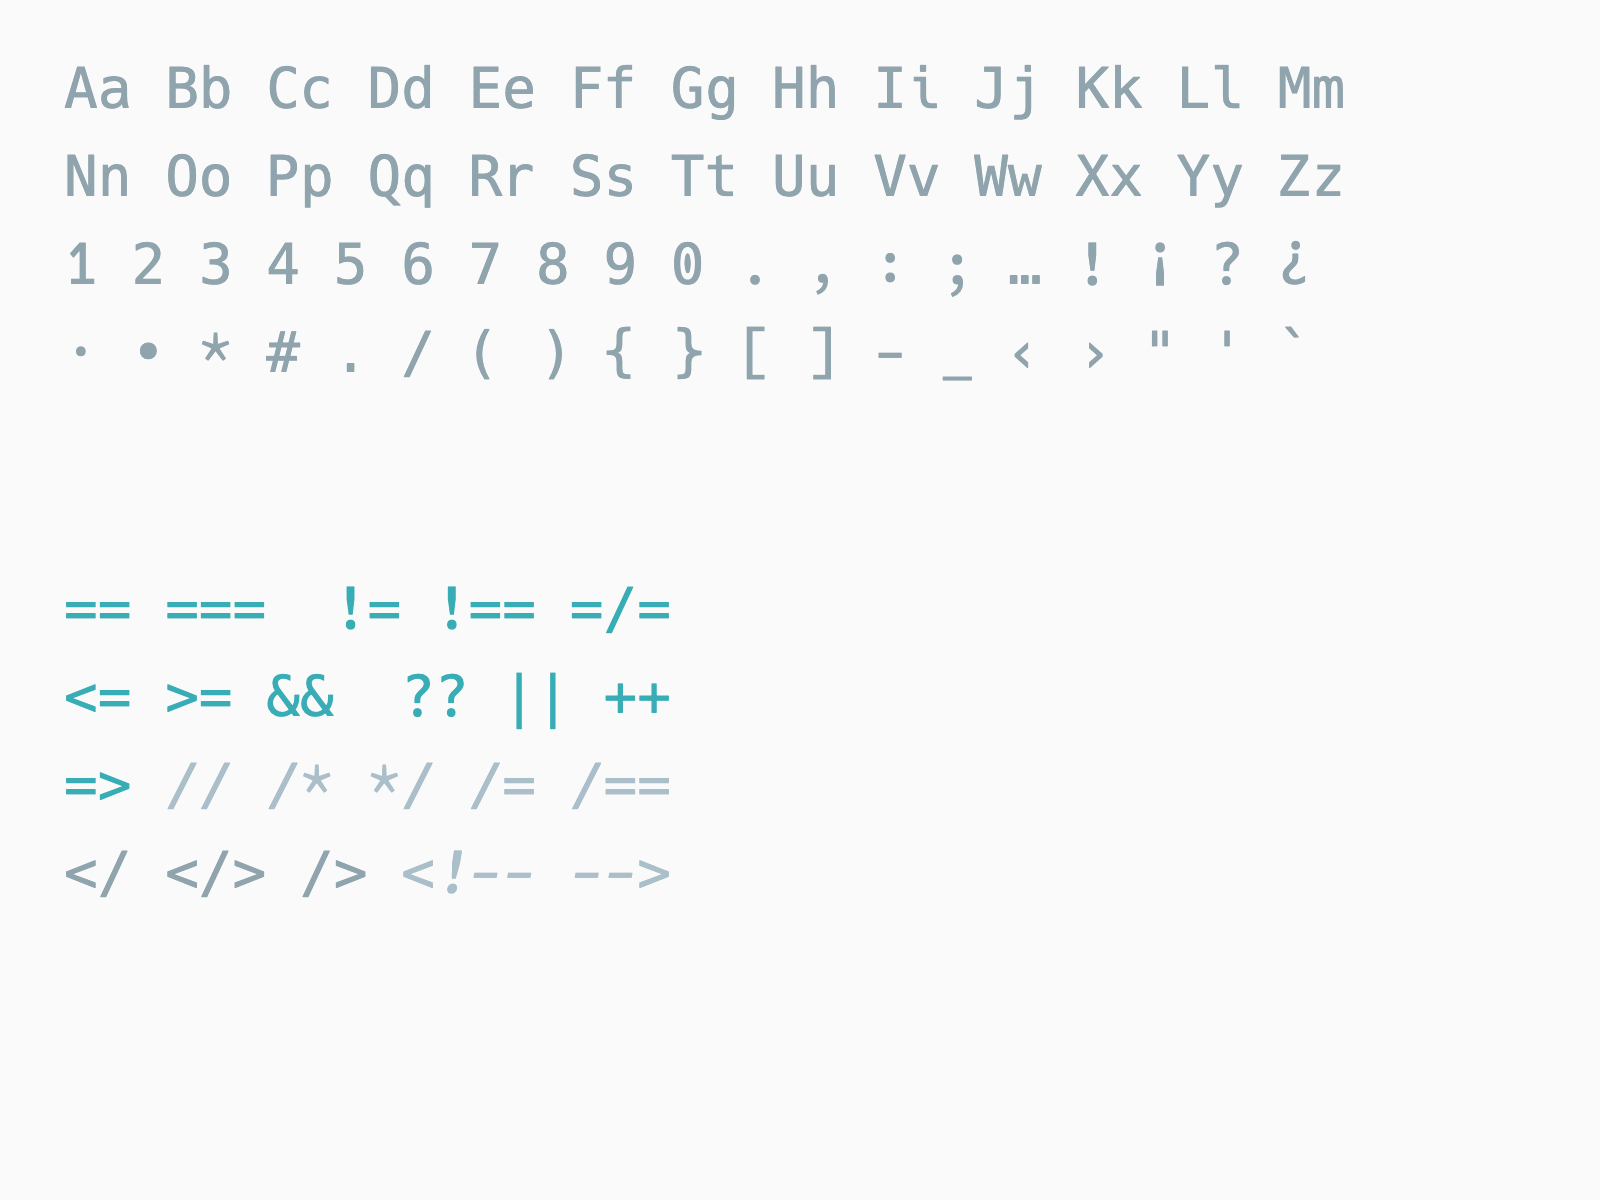 Aa Bb Cc Dd Ee Ff Gg Hh Ii Jj Kk Ll Mm
Nn Oo Pp Qq Rr Ss Tt Uu Vv Ww Xx Yy Zz
1 2 3 4 5 6 7 8 9 0 . , : ; … ! ¡ ? ¿
· • * # . / ( ) { } [ ] - _ ‹ › " ' `
== ===  != !== =/=
<= >= &&  ?? || ++
=> // /* */ /= /==
</ </> /> <!-- -->